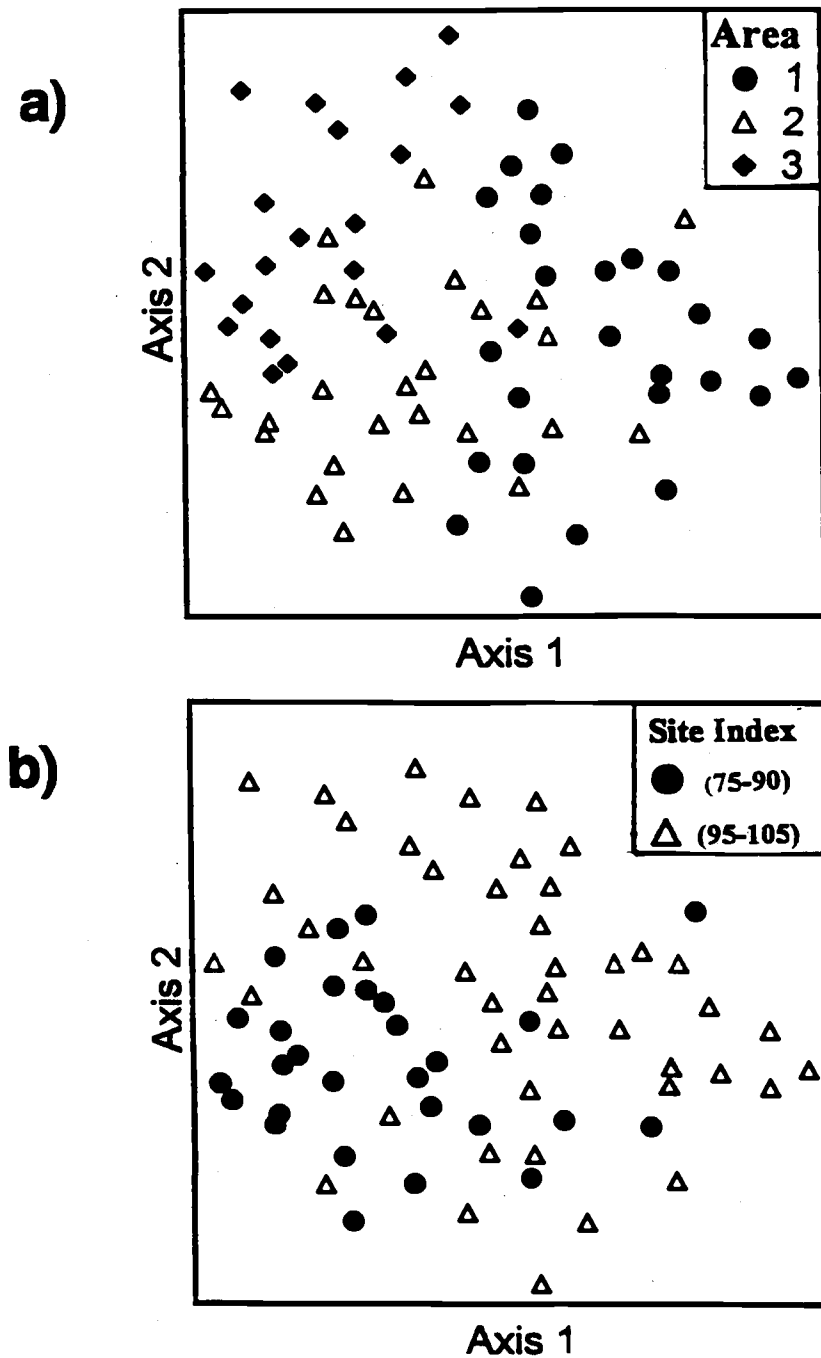 a)
Area
1
2
3
Axis 2
Axis 1
b)
Site Index
(75-90)
(95-105)
Axis 2
Axis 1